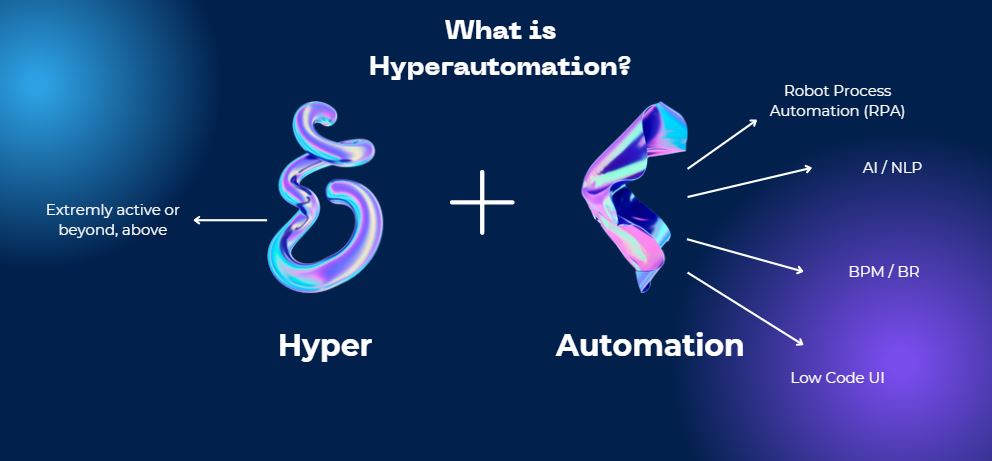 What is
Hyperautomation?
Extremly active or
beyond, above
Hyper
Automation
Robot Process
Automation (RPA)
AI / NLP
BPM / BR
Low Code UI